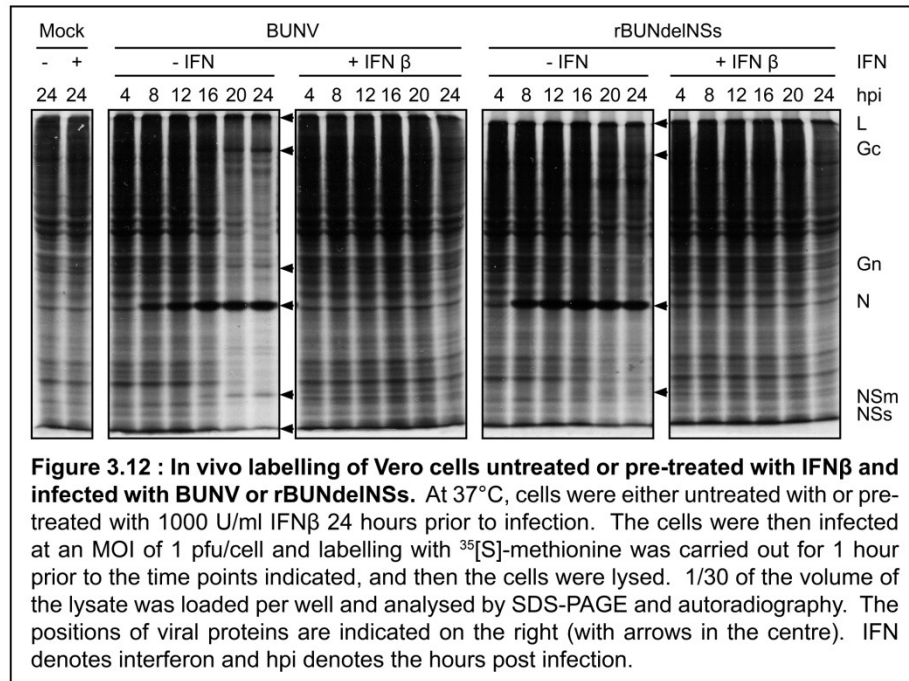 Mock BUNV rBUNdelNSs
- + - IFN + IFN β - IFN + IFN β IFN
24 24 4 8 12 16 20 24 4 8 12 16 20 24 4 8 12 16 20 24 4 8 12 16 20 24 hpi
L
Gc
Gn
N
NSm
NSs
Figure 3.12 : In vivo labelling of Vero cells untreated or pre-treated with IFNβ and
infected with BUNV or rBUNdelNSs. At 37°C, cells were either untreated with or pre-
treated with 1000 U/ml IFNβ 24 hours prior to infection. The cells were then infected
at an MOI of 1 pfu/cell and labelling with ³⁵[S]-methionine was carried out for 1 hour
prior to the time points indicated, and then the cells were lysed. 1/30 of the volume of
the lysate was loaded per well and analysed by SDS-PAGE and autoradiography. The
positions of viral proteins are indicated on the right (with arrows in the centre). IFN
denotes interferon and hpi denotes the hours post infection.